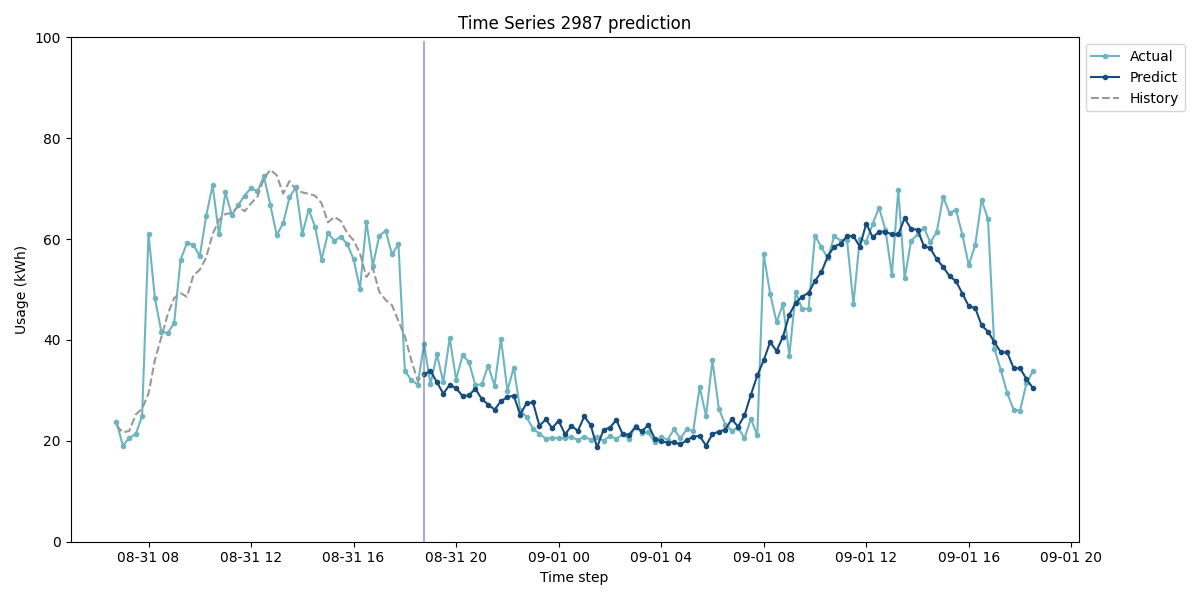 Time Series 2987 prediction
Usage (kWh)
100
80
60
40
20
0
08-31 08
08-31 12
08-31 16
08-31 20
09-01 00
09-01 04
09-01 08
09-01 12
09-01 16
09-01 20
Time step
Actual
Predict
History